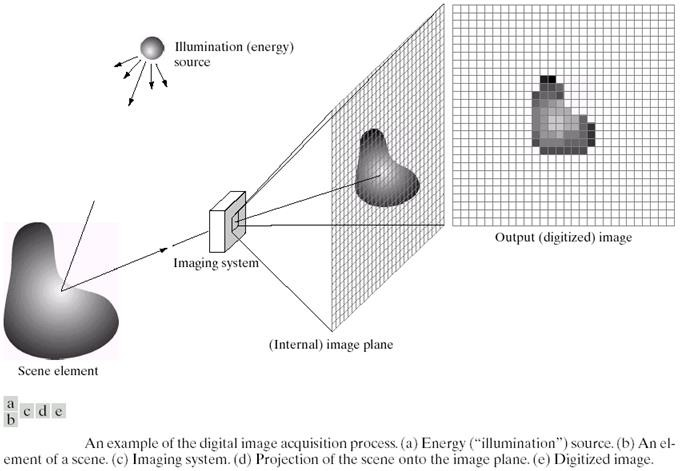 Illumination (energy)
source
Output (digitized) image
Imaging system
(Internal) image plane
Scene element
a
b
c d e
An example of the digital image acquisition process. (a) Energy (“illumination”) source. (b) An el-
ement of a scene. (c) Imaging system. (d) Projection of the scene onto the image plane. (e) Digitized image.